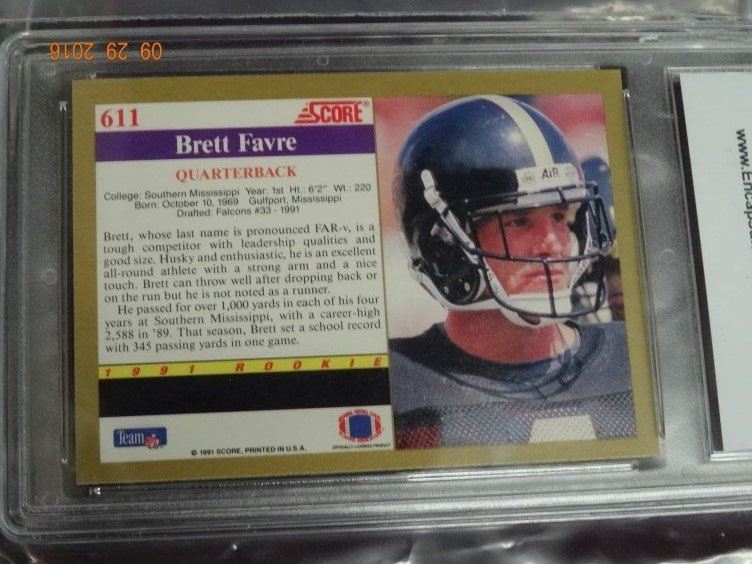 09 29 2016
611
SCORE®
Brett Favre
QUARTERBACK
College: Southern Mississippi Year: 1st Ht.: 6'2" Wt.: 220
Born: October 10, 1969 Gulfport, Mississippi
Drafted: Falcons #33 - 1991
Brett, whose last name is pronounced FAR-v, is a
tough competitor with leadership qualities and
good size. Husky and enthusiastic, he is an excellent
all-round athlete with a strong arm and a nice
touch. Brett can throw well after dropping back or
on the run but he is not noted as a runner.
He passed for over 1,000 yards in each of his four
years at Southern Mississippi, with a career-high
2,588 in '89. That season, Brett set a school record
with 345 passing yards in one game.
1991 ROOKIE
Team NFL
OFFICIALLY LICENSED PRODUCT
© 1991 SCORE, PRINTED IN U.S.A.
AiR